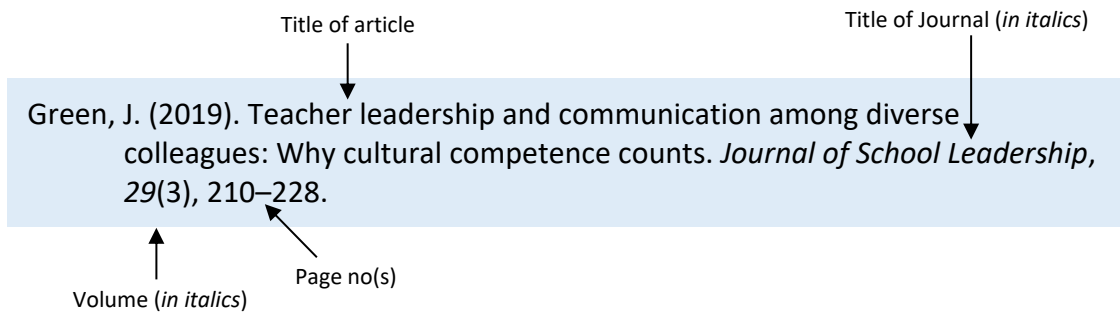 Title of article
Title of Journal (in italics)
Green, J. (2019). Teacher leadership and communication among diverse
colleagues: Why cultural competence counts. Journal of School Leadership,
29(3), 210–228.
Page no(s)
Volume (in italics)